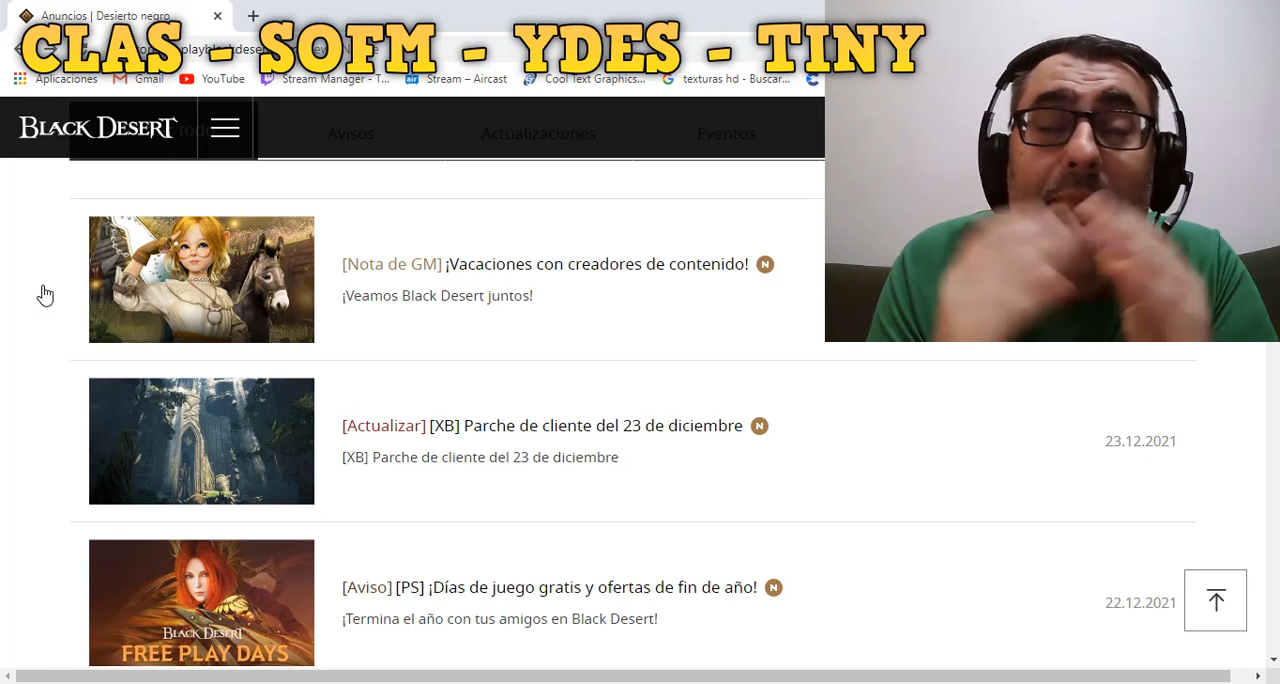 Anuncios | Desierto negro
CLAS - SOFM - YDES - TINY
Aplicaciones Gmail YouTube Stream Manager - T... Stream – Aircast Cool Text Graphics... texturas hd - Buscar...
BLACK DESERT Avisos Actualizaciones Eventos
[Nota de GM] ¡Vacaciones con creadores de contenido! N
¡Veamos Black Desert juntos!
[Actualizar] [XB] Parche de cliente del 23 de diciembre N
[XB] Parche de cliente del 23 de diciembre
23.12.2021
[Aviso] [PS] ¡Días de juego gratis y ofertas de fin de año! N
¡Termina el año con tus amigos en Black Desert!
22.12.2021
BLACK DESERT
FREE PLAY DAYS